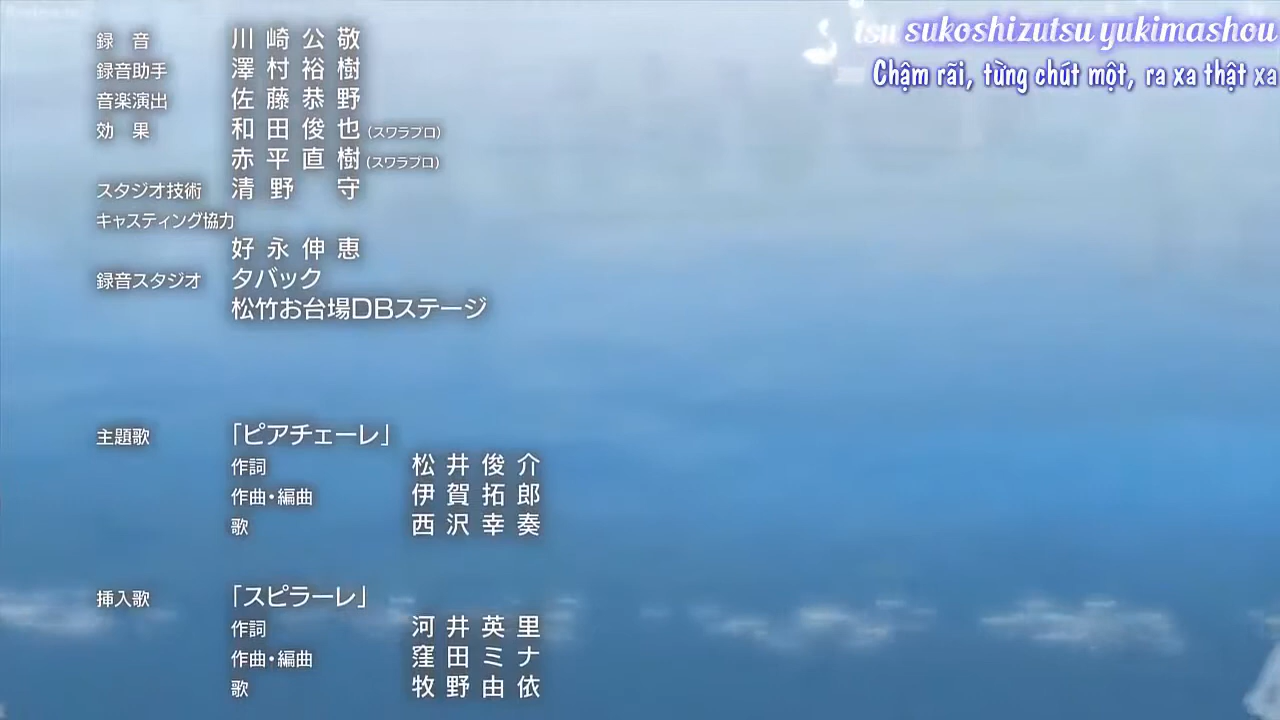 tsu sukoshizutsu yukimashou
Chậm rãi, từng chút một, ra xa thật xa
録音 川崎公敬
録音助手 澤村裕樹
音楽演出 佐藤恭野
効果 和田俊也(スワラプロ)
赤平直樹(スワラプロ)
スタジオ技術 清野 守
キャスティング協力
好永伸恵
録音スタジオ タバック
松竹お台場DBステージ
主題歌 「ピアチェーレ」
作詞 松井俊介
作曲・編曲 伊賀拓郎
歌 西沢幸奏
挿入歌 「スピラーレ」
作詞 河井英里
作曲・編曲 窪田ミナ
歌 牧野由依